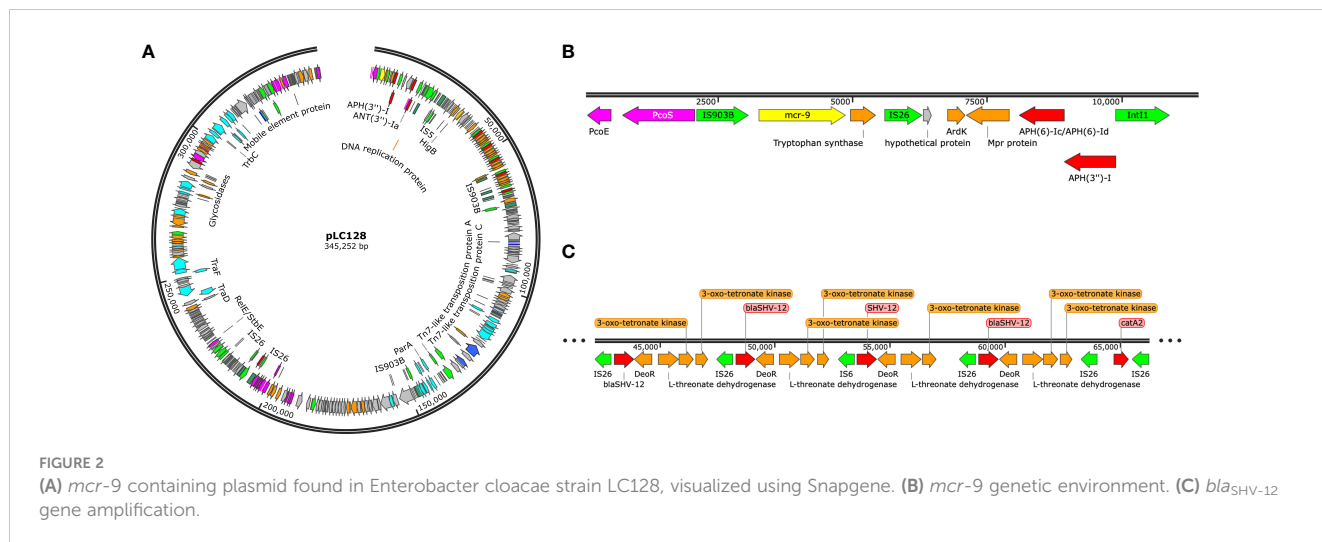 A
APH(3'')-I
ANT(3'')-Ia
IS5
HigB
DNA replication protein
50,000
IS903B
Tn7-like transposition protein A
Tn7-like transposition protein C
100,000
ParA
IS903B
150,000
200,000
IS26
IS26
RelE/StbE
TraD
TraF
250,000
Glycosidases
TrbC
Mobile element protein
300,000
pLC128
345,252 bp
B
2500 5000 7500 10,000
PcoS IS903B mcr-9 IS26 IntI1
PcoE Tryptophan synthase hypothetical protein ArdK Mpr protein APH(6)-Ic/APH(6)-Id
APH(3'')-I
C
3-oxo-tetronate kinase 3-oxo-tetronate kinase 3-oxo-tetronate kinase
blaSHV-12 SHV-12 3-oxo-tetronate kinase 3-oxo-tetronate kinase
3-oxo-tetronate kinase 3-oxo-tetronate kinase blaSHV-12 catA2
45,000 50,000 55,000 60,000 65,000
IS26 DeoR IS26 DeoR IS6 DeoR IS26 DeoR IS26 IS26
blaSHV-12 L-threonate dehydrogenase L-threonate dehydrogenase L-threonate dehydrogenase L-threonate dehydrogenase
FIGURE 2
(A) mcr-9 containing plasmid found in Enterobacter cloacae strain LC128, visualized using Snapgene. (B) mcr-9 genetic environment. (C) blaSHV-12
gene amplification.